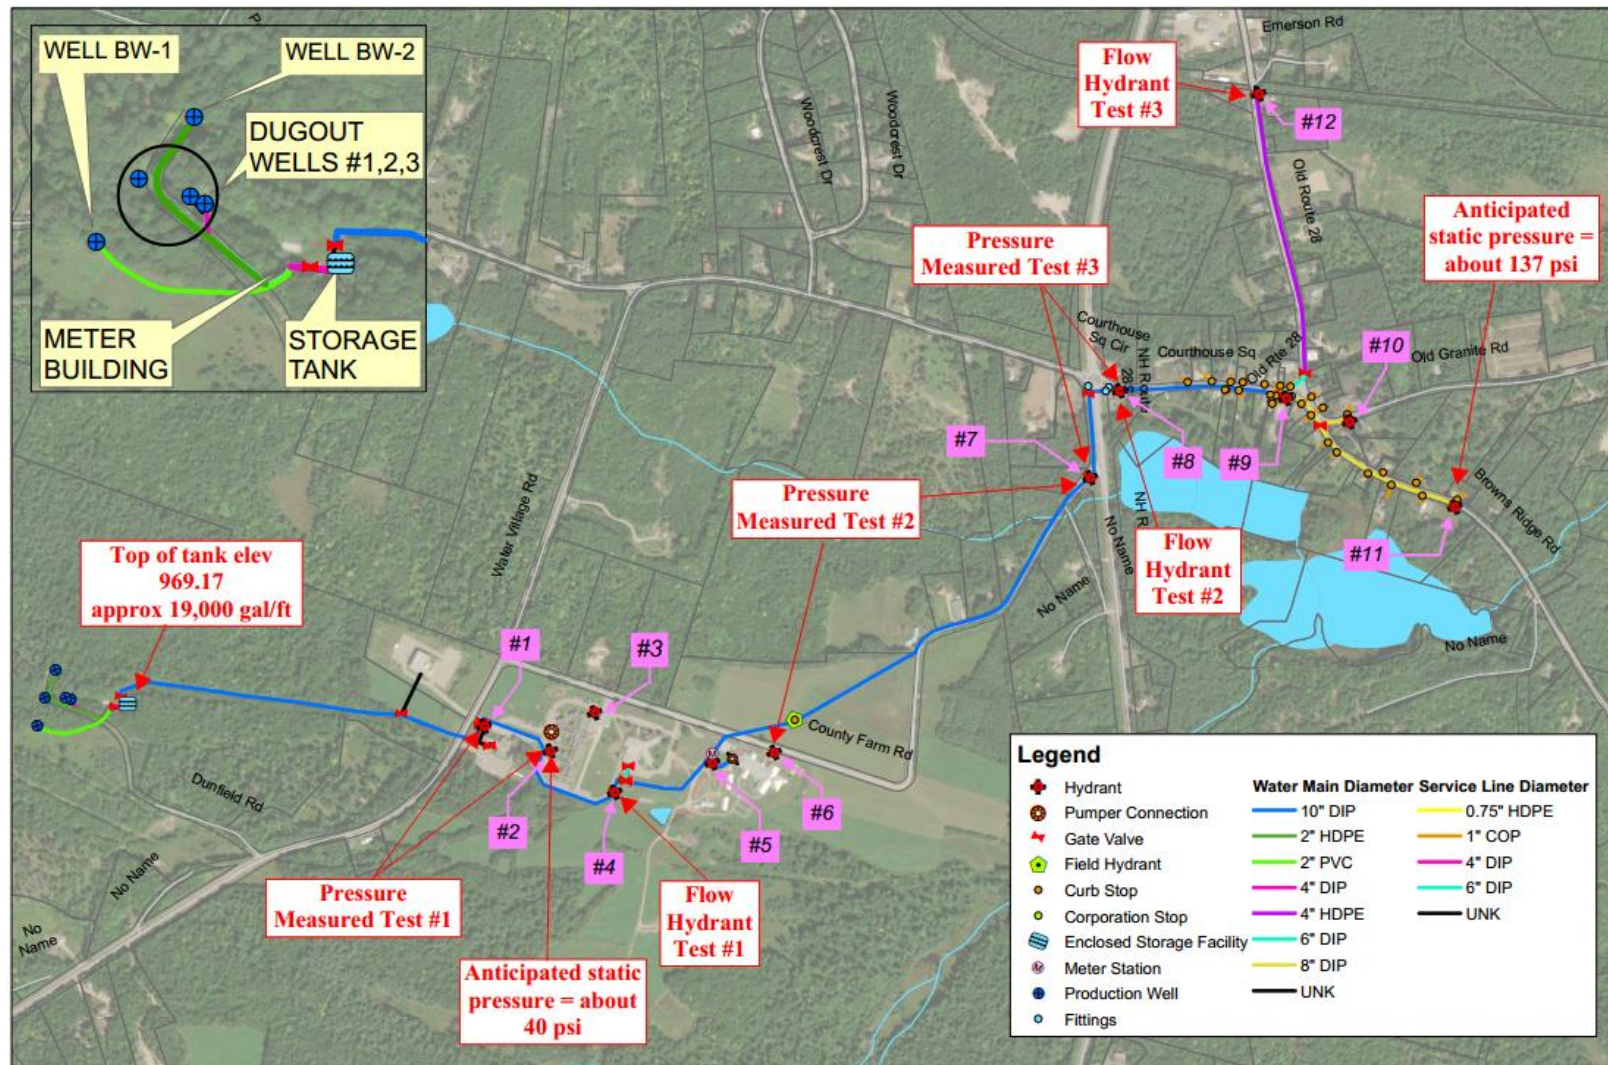 WELL BW-1
WELL BW-2
DUGOUT
WELLS #1,2,3
METER
BUILDING
STORAGE
TANK
Woodcrest Dr
Woodcrest Dr
Emerson Rd
Flow
Hydrant
Test #3
#12
Old Route 28
Anticipated
static pressure =
about 137 psi
Pressure
Measured Test #3
Courthouse
Sq Cir
NH Route
28
Courthouse Sq
Old Rte 28
#10
Old Granite Rd
#7
#8
#9
Pressure
Measured Test #2
NH R
No Name
Flow
Hydrant
Test #2
#11
Browns Ridge Rd
No Name
No Name
Water Village Rd
Top of tank elev
969.17
approx 19,000 gal/ft
#1
#3
County Farm Rd
Dunfield Rd
#2
#4
#5
#6
No Name
No
Name
Pressure
Measured Test #1
Flow
Hydrant
Test #1
Anticipated static
pressure = about
40 psi
Legend
Hydrant
Pumper Connection
Gate Valve
Field Hydrant
Curb Stop
Corporation Stop
Enclosed Storage Facility
Meter Station
Production Well
Fittings
Water Main Diameter
10" DIP
2" HDPE
2" PVC
4" DIP
4" HDPE
6" DIP
8" DIP
UNK
Service Line Diameter
0.75" HDPE
1" COP
4" DIP
6" DIP
UNK